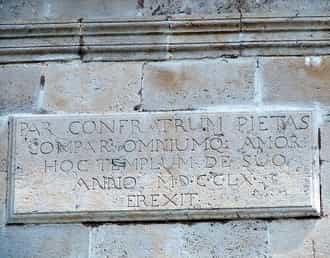 PAR CONFRATRUM PIETAS
COMPAR OMNIUMQ AMOR
HOC TEMPLUM DE SUO
ANNO MDCCLX
EREXIT